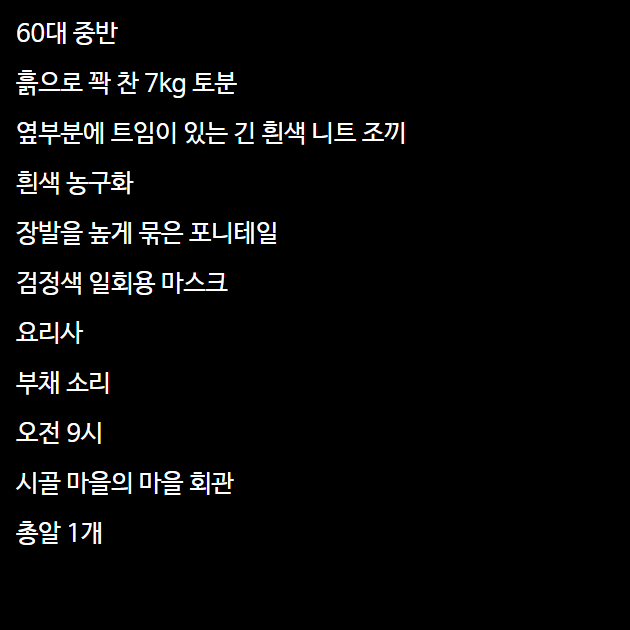 60대 중반
흙으로 꽉 찬 7kg 토분
옆부분에 트임이 있는 긴 흰색 니트 조끼
흰색 농구화
장발을 높게 묶은 포니테일
검정색 일회용 마스크
요리사
부채 소리
오전 9시
시골 마을의 마을 회관
총알 1개